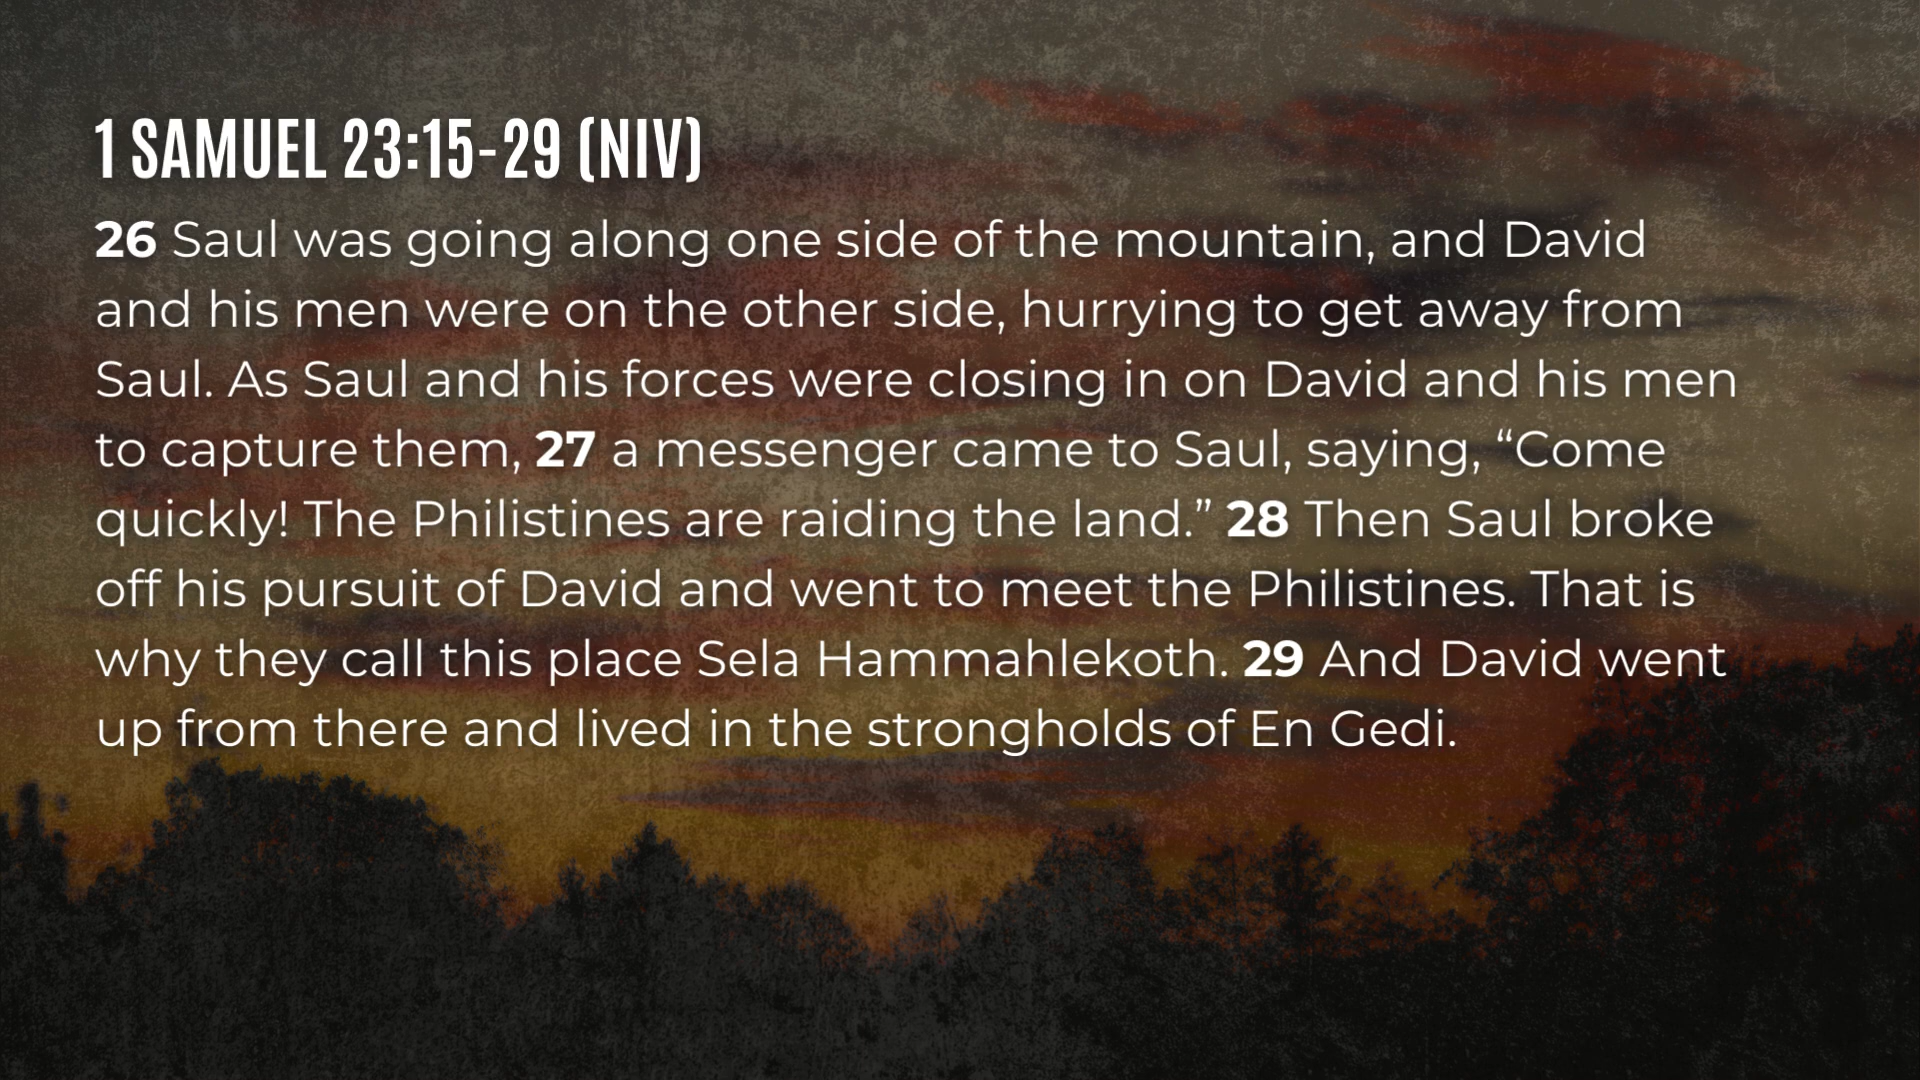 1 SAMUEL 23:15-29 (NIV)
26 Saul was going along one side of the mountain, and David
and his men were on the other side, hurrying to get away from
Saul. As Saul and his forces were closing in on David and his men
to capture them, 27 a messenger came to Saul, saying, “Come
quickly! The Philistines are raiding the land.” 28 Then Saul broke
off his pursuit of David and went to meet the Philistines. That is
why they call this place Sela Hammahlekoth. 29 And David went
up from there and lived in the strongholds of En Gedi.